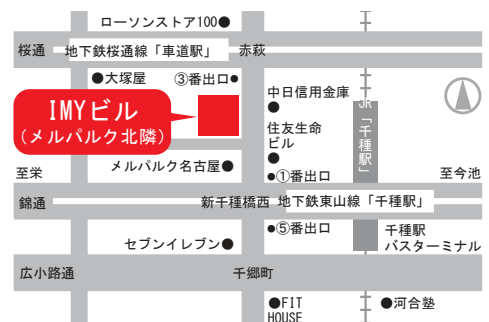 ローソンストア100●
桜通
地下鉄桜通線「車道駅」
赤萩
●大塚屋
③番出口●
IMYビル
(メルパルク北隣)
中日信用金庫
●
住友生命
ビル
●
JR「千種駅」
メルパルク名古屋●
●①番出口
至栄
至今池
錦通
新千種橋西
地下鉄東山線「千種駅」
●⑤番出口
セブンイレブン●
千種駅
バスターミナル
広小路通
千郷町
●FIT
HOUSE
●河合塾